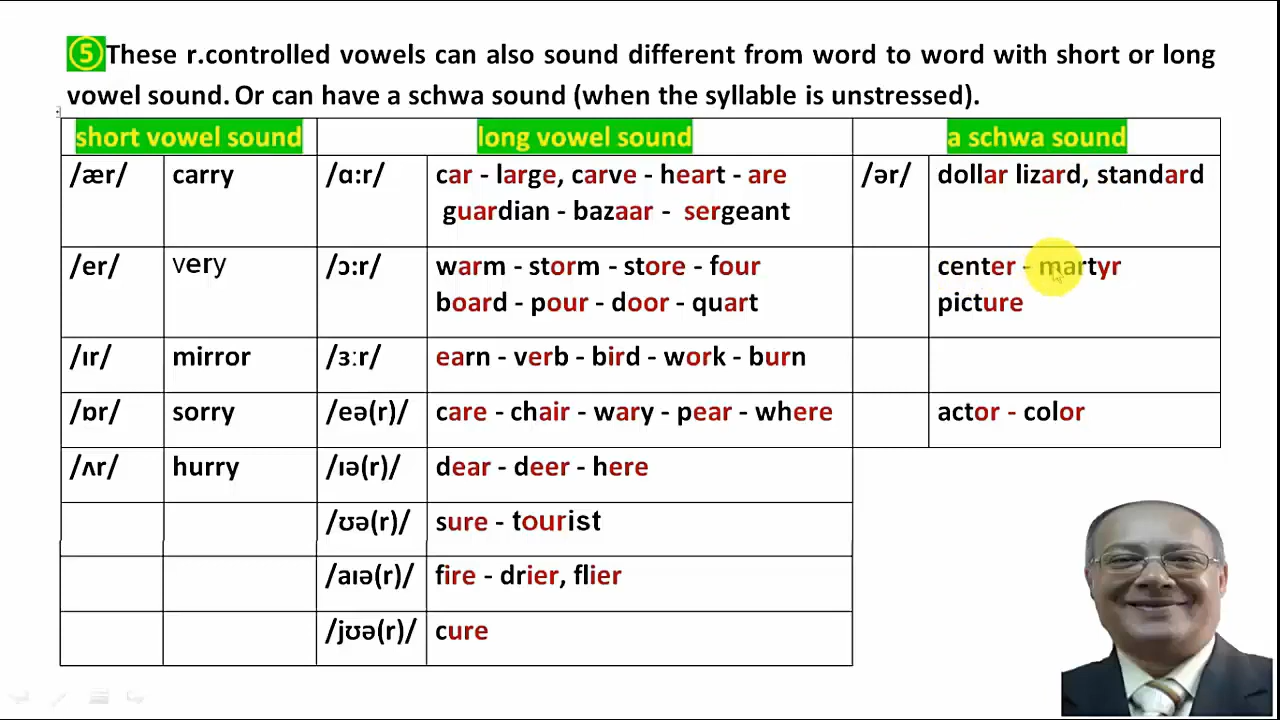 ⑤These r.controlled vowels can also sound different from word to word with short or long
vowel sound. Or can have a schwa sound (when the syllable is unstressed).
short vowel sound long vowel sound a schwa sound
/ær/ carry /ɑ:r/ car - large, carve - heart - are /ər/ dollar lizard, standard
guardian - bazaar - sergeant
/er/ very /ɔ:r/ warm - storm - store - four center - martyr
board - pour - door - quart picture
/ɪr/ mirror /ɜ:r/ earn - verb - bird - work - burn
/ɒr/ sorry /eə(r)/ care - chair - wary - pear - where actor - color
/ʌr/ hurry /ɪə(r)/ dear - deer - here
/ʊə(r)/ sure - tourist
/aɪə(r)/ fire - drier, flier
/jʊə(r)/ cure